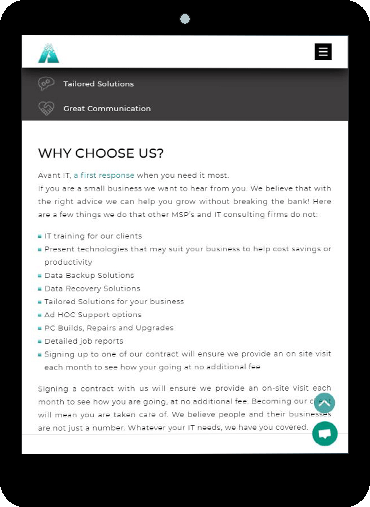 Tailored Solutions
Great Communication
WHY CHOOSE US?
Avant IT, a first response when you need it most.
If you are a small business we want to hear from you. We believe that with
the right advice we can help you grow without breaking the bank! Here
are a few things we do that other MSP's and IT consulting firms do not:
IT training for our clients
Present technologies that may suit your business to help cost savings or
productivity
Data Backup Solutions
Data Recovery Solutions
Tailored Solutions for your business
Ad HOC Support options
PC Builds, Repairs and Upgrades
Detailed job reports
Signing up to one of our contract will ensure we provide an on site visit
each month to see how your going at no additional fee
Signing a contract with us will ensure we provide an on-site visit each
month to see how you are going, at no additional fee. Becoming our
will mean you are taken care of. We believe people and their businesses
are not just a number. Whatever your IT needs, we have you covered.